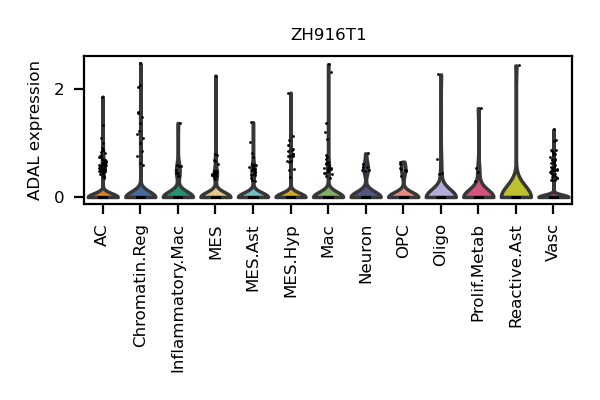 ZH916T1
ADAL expression
2
0
AC
Chromatin.Reg
Inflammatory.Mac
MES
MES.Ast
MES.Hyp
Mac
Neuron
OPC
Oligo
Prolif.Metab
Reactive.Ast
Vasc